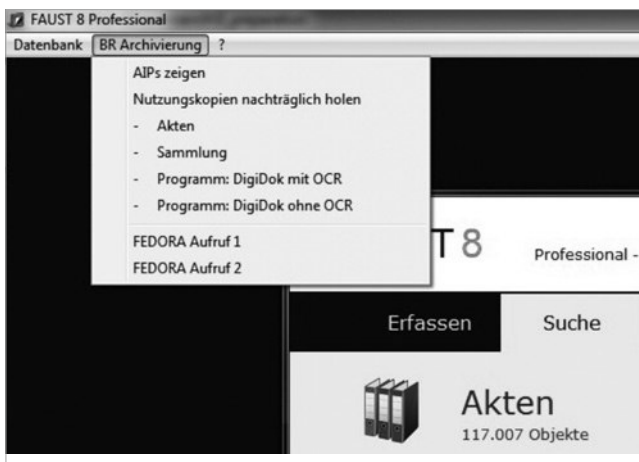 FAUST 8 Professional
Datenbank BR Archivierung ?
AIPs zeigen
Nutzungskopien nachträglich holen
- Akten
- Sammlung
- Programm: DigiDok mit OCR
- Programm: DigiDok ohne OCR
FEDORA Aufruf 1
FEDORA Aufruf 2
T 8 Professional -
Erfassen Suche
Akten
117.007 Objekte